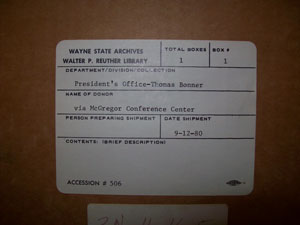 WAYNE STATE ARCHIVES
WALTER P. REUTHER LIBRARY
TOTAL BOXES
1
BOX #
1
DEPARTMENT/DIVISION/COLLECTION
President's Office-Thomas Bonner
NAME OF DONOR
via McGregor Conference Center
PERSON PREPARING SHIPMENT
DATE SHIPMENT
9-12-80
CONTENTS: (BRIEF DESCRIPTION)
ACCESSION # 506